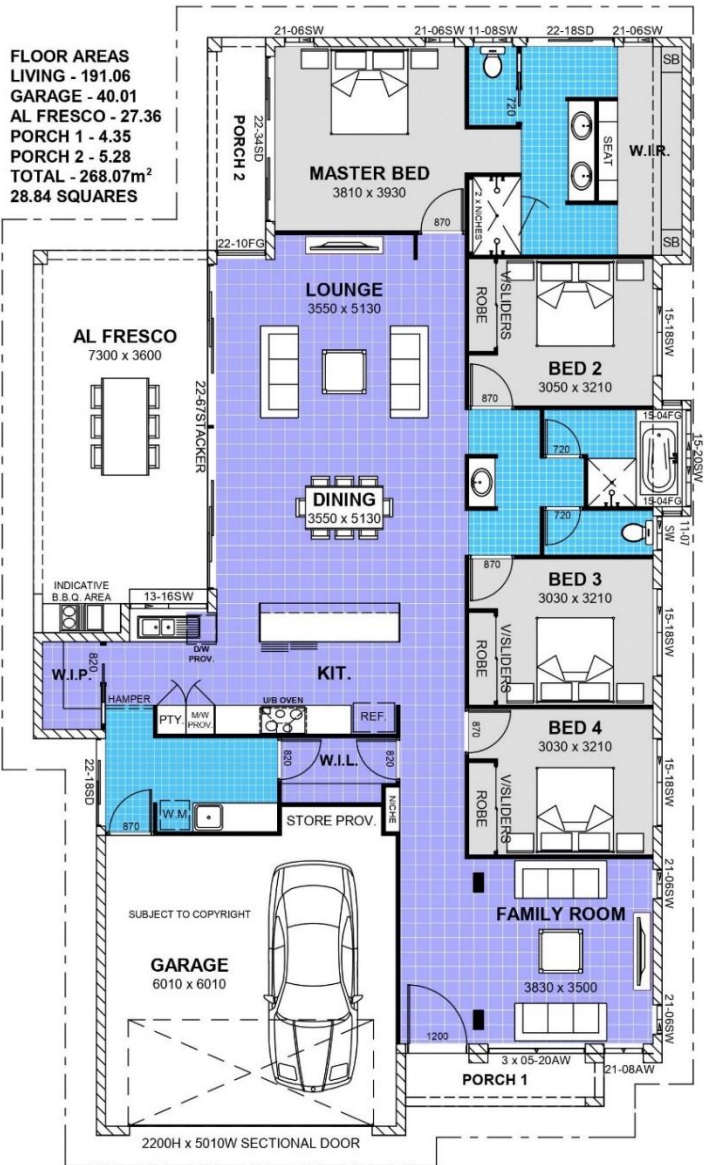 FLOOR AREAS
LIVING - 191.06
GARAGE - 40.01
AL FRESCO - 27.36
PORCH 1 - 4.35
PORCH 2 - 5.28
TOTAL - 268.07m²
28.84 SQUARES
21-06SW
21-06SW
11-08SW
22-18SD
21-06SW
PORCH 2
22-34SD
MASTER BED
3810 x 3930
720
SEAT
W.I.R.
SB
SB
2 x NICHES
870
22-10FG
LOUNGE
3550 x 5130
AL FRESCO
7300 x 3600
22-67STACKER
ROBE
V/SLIDERS
BED 2
3050 x 3210
15-18SW
870
720
15-04FG
15-20SW
15-04FG
DINING
3550 x 5130
720
11-07
SW
870
INDICATIVE
B.B.Q. AREA
13-16SW
BED 3
3030 x 3210
ROBE
V/SLIDERS
15-18SW
D/W
PROV.
W.I.P.
820
KIT.
HAMPER
PTY.
M/W
PROV.
U/B OVEN
REF.
BED 4
3030 x 3210
870
ROBE
V/SLIDERS
15-18SW
820
W.I.L.
820
22-18SD
W.M.
870
NICHE
STORE PROV.
SUBJECT TO COPYRIGHT
GARAGE
6010 x 6010
FAMILY ROOM
3830 x 3500
21-06SW
21-06SW
1200
3 x 05-20AW
21-08AW
PORCH 1
2200H x 5010W SECTIONAL DOOR